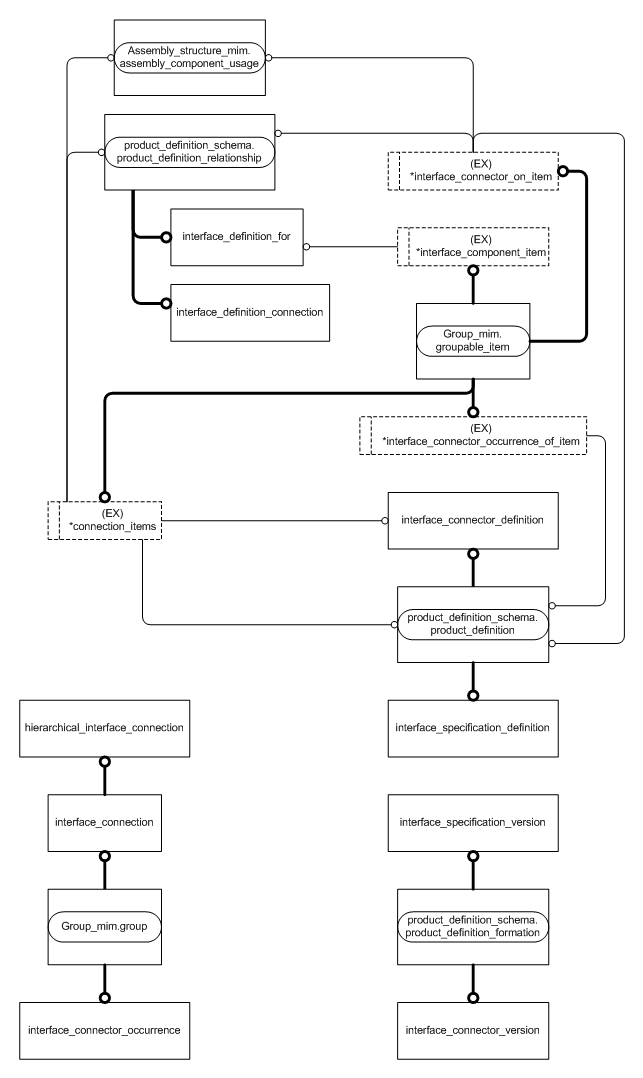 Assembly_structure_mim.
assembly_component_usage
product_definition_schema.
product_definition_relationship
(EX)
*interface_connector_on_item
interface_definition_for
(EX)
*interface_component_item
interface_definition_connection
Group_mim.
groupable_item
(EX)
*interface_connector_occurrence_of_item
(EX)
*connection_items
interface_connector_definition
product_definition_schema.
product_definition
hierarchical_interface_connection
interface_specification_definition
interface_connection
interface_specification_version
Group_mim.group
product_definition_schema.
product_definition_formation
interface_connector_occurrence
interface_connector_version